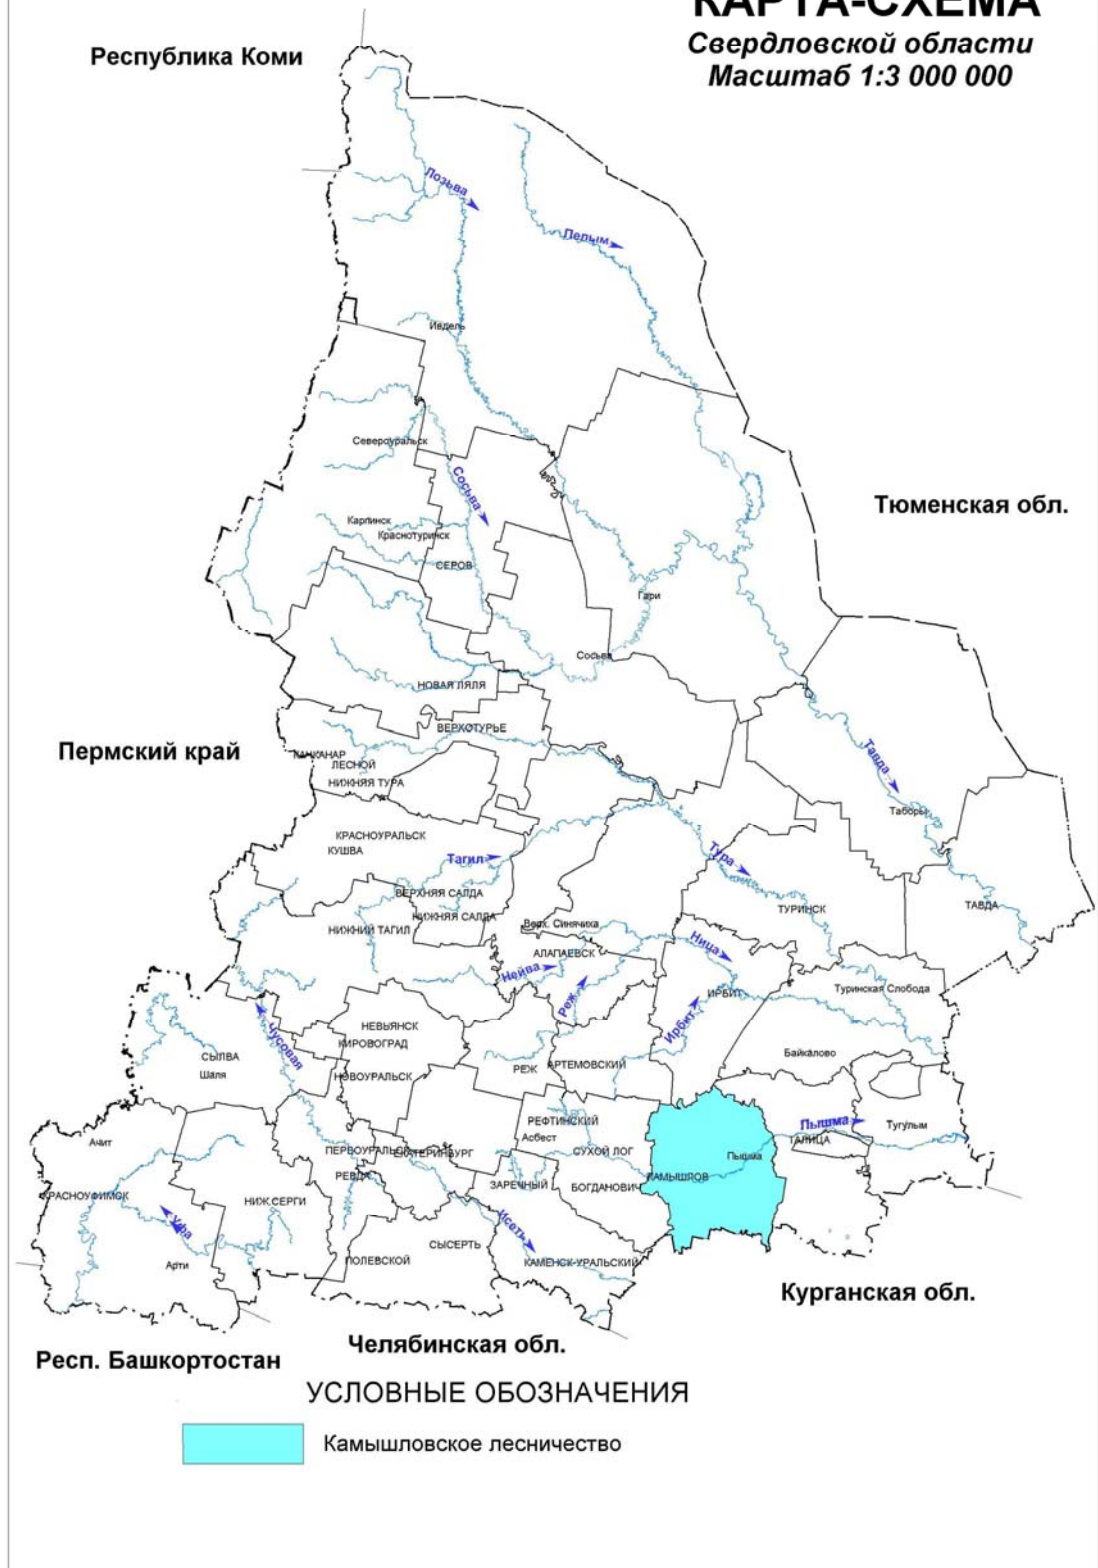 КАРТА-СХЕМА
Свердловской области
Масштаб 1:3 000 000
Республика Коми
Лозьва
Пелым
Ивдель
Североуральск
Сосьва
Тюменская обл.
Карпинск
Краснотуринск
СЕРОВ
Гари
Сосьва
НОВАЯ ЛЯЛЯ
ВЕРХОТУРЬЕ
Пермский край
КАЧКАНАР
ЛЕСНОЙ
НИЖНЯЯ ТУРА
Тавда
Таборы
КРАСНОУРАЛЬСК
КУШВА
Тагил
Тура
ВЕРХНЯЯ САЛДА
НИЖНЯЯ САЛДА
ТУРИНСК
ТАВДА
НИЖНИЙ ТАГИЛ
Верх. Синячиха
Ница
АЛАПАЕВСК
Нейва
Реж
ИРБИТ
Туринская Слобода
Ирбит
НЕВЬЯНСК
КИРОВОГРАД
Чусовая
СЫЛВА
Шаля
Байкалово
РЕЖ
АРТЕМОВСКИЙ
НОВОУРАЛЬСК
РЕФТИНСКИЙ
Асбест
Пышма
ТАЛИЦА
Тугулым
Ачит
ПЕРВОУРАЛЬСК
ЕКАТЕРИНБУРГ
СУХОЙ ЛОГ
Пышма
РЕВДА
ЗАРЕЧНЫЙ
БОГДАНОВИЧ
КАМЫШЛОВ
КРАСНОУФИМСК
НИЖ.СЕРГИ
Уфа
Исеть
СЫСЕРТЬ
Арти
ПОЛЕВСКОЙ
КАМЕНСК-УРАЛЬСКИЙ
Курганская обл.
Челябинская обл.
Респ. Башкортостан
УСЛОВНЫЕ ОБОЗНАЧЕНИЯ
Камышловское лесничество